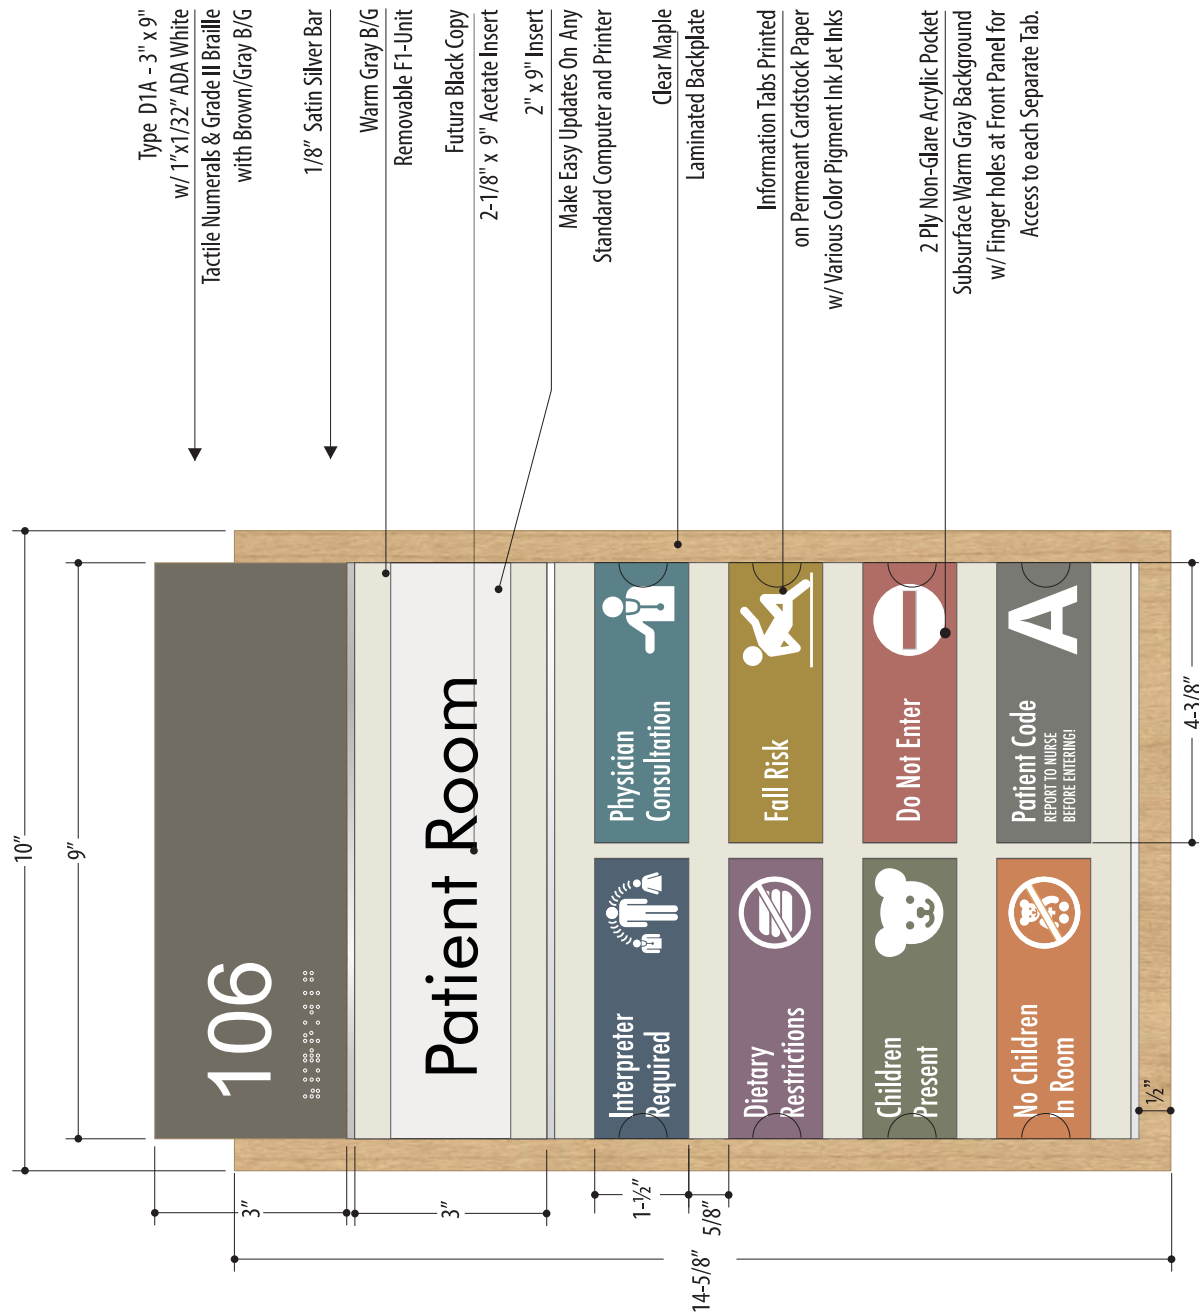 10"
9"
3"
3"
1-½"
5/8"
14-5/8"
½"
4-3/8"
106
Patient Room
Interpreter
Required
Physician
Consultation
Dietary
Restrictions
Fall Risk
Children
Present
Do Not Enter
No Children
In Room
Patient Code
REPORT TO NURSE
BEFORE ENTERING!
A
Type D1A - 3" x 9"
w/ 1"x1/32" ADA White
Tactile Numerals & Grade II Braille
with Brown/Gray B/G
1/8" Satin Silver Bar
Warm Gray B/G
Removable F1-Unit
Futura Black Copy
2-1/8" x 9" Acetate Insert
2" x 9" Insert
Make Easy Updates On Any
Standard Computer and Printer
Clear Maple
Laminated Backplate
Information Tabs Printed
on Permeant Cardstock Paper
w/ Various Color Pigment Ink Jet Inks
2 Ply Non-Glare Acrylic Pocket
Subsurface Warm Gray Background
w/ Finger holes at Front Panel for
Access to each Separate Tab.